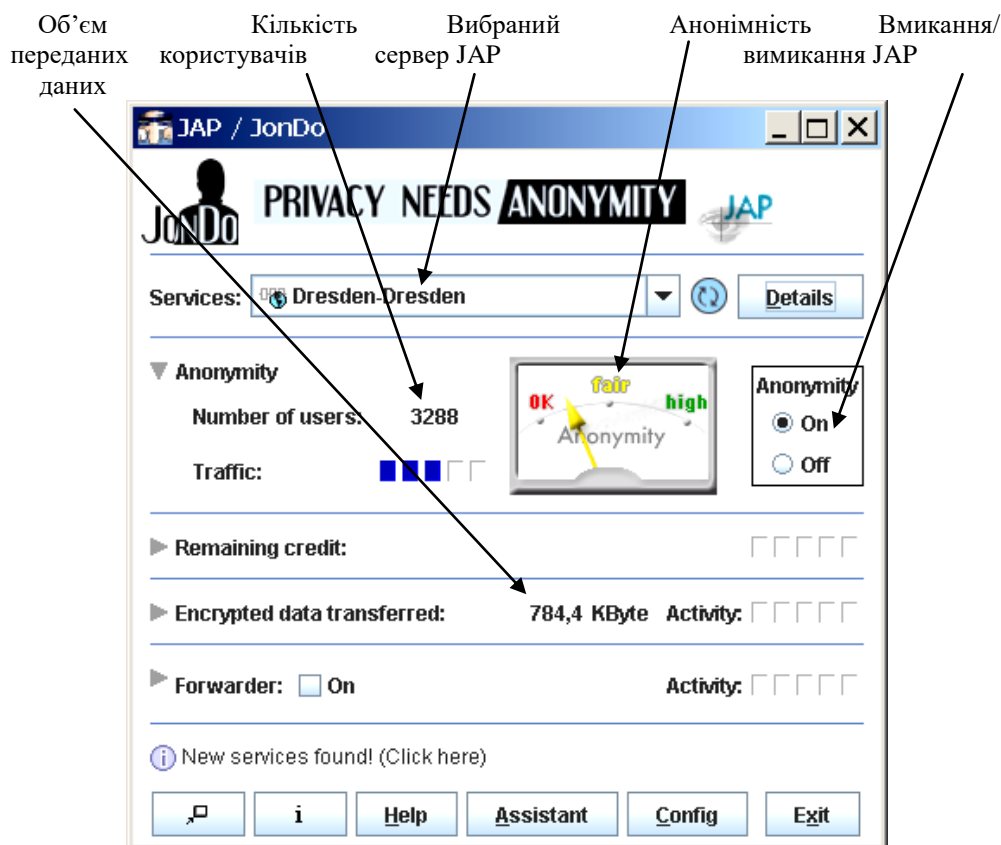 Об’єм Кількість Вибраний Анонімність Вмикання/
переданих користувачів сервер JAP вимикання JAP
даних
JAP / JonDo
JonDo PRIVACY NEEDS ANONYMITY JAP
Services: Dresden-Dresden Details
Anonymity
Number of users: 3288
Traffic:
OK fair high
Anonymity
Anonymity
On
Off
Remaining credit:
Encrypted data transferred: 784,4 KByte Activity:
Forwarder: On Activity:
New services found! (Click here)
i Help Assistant Config Exit